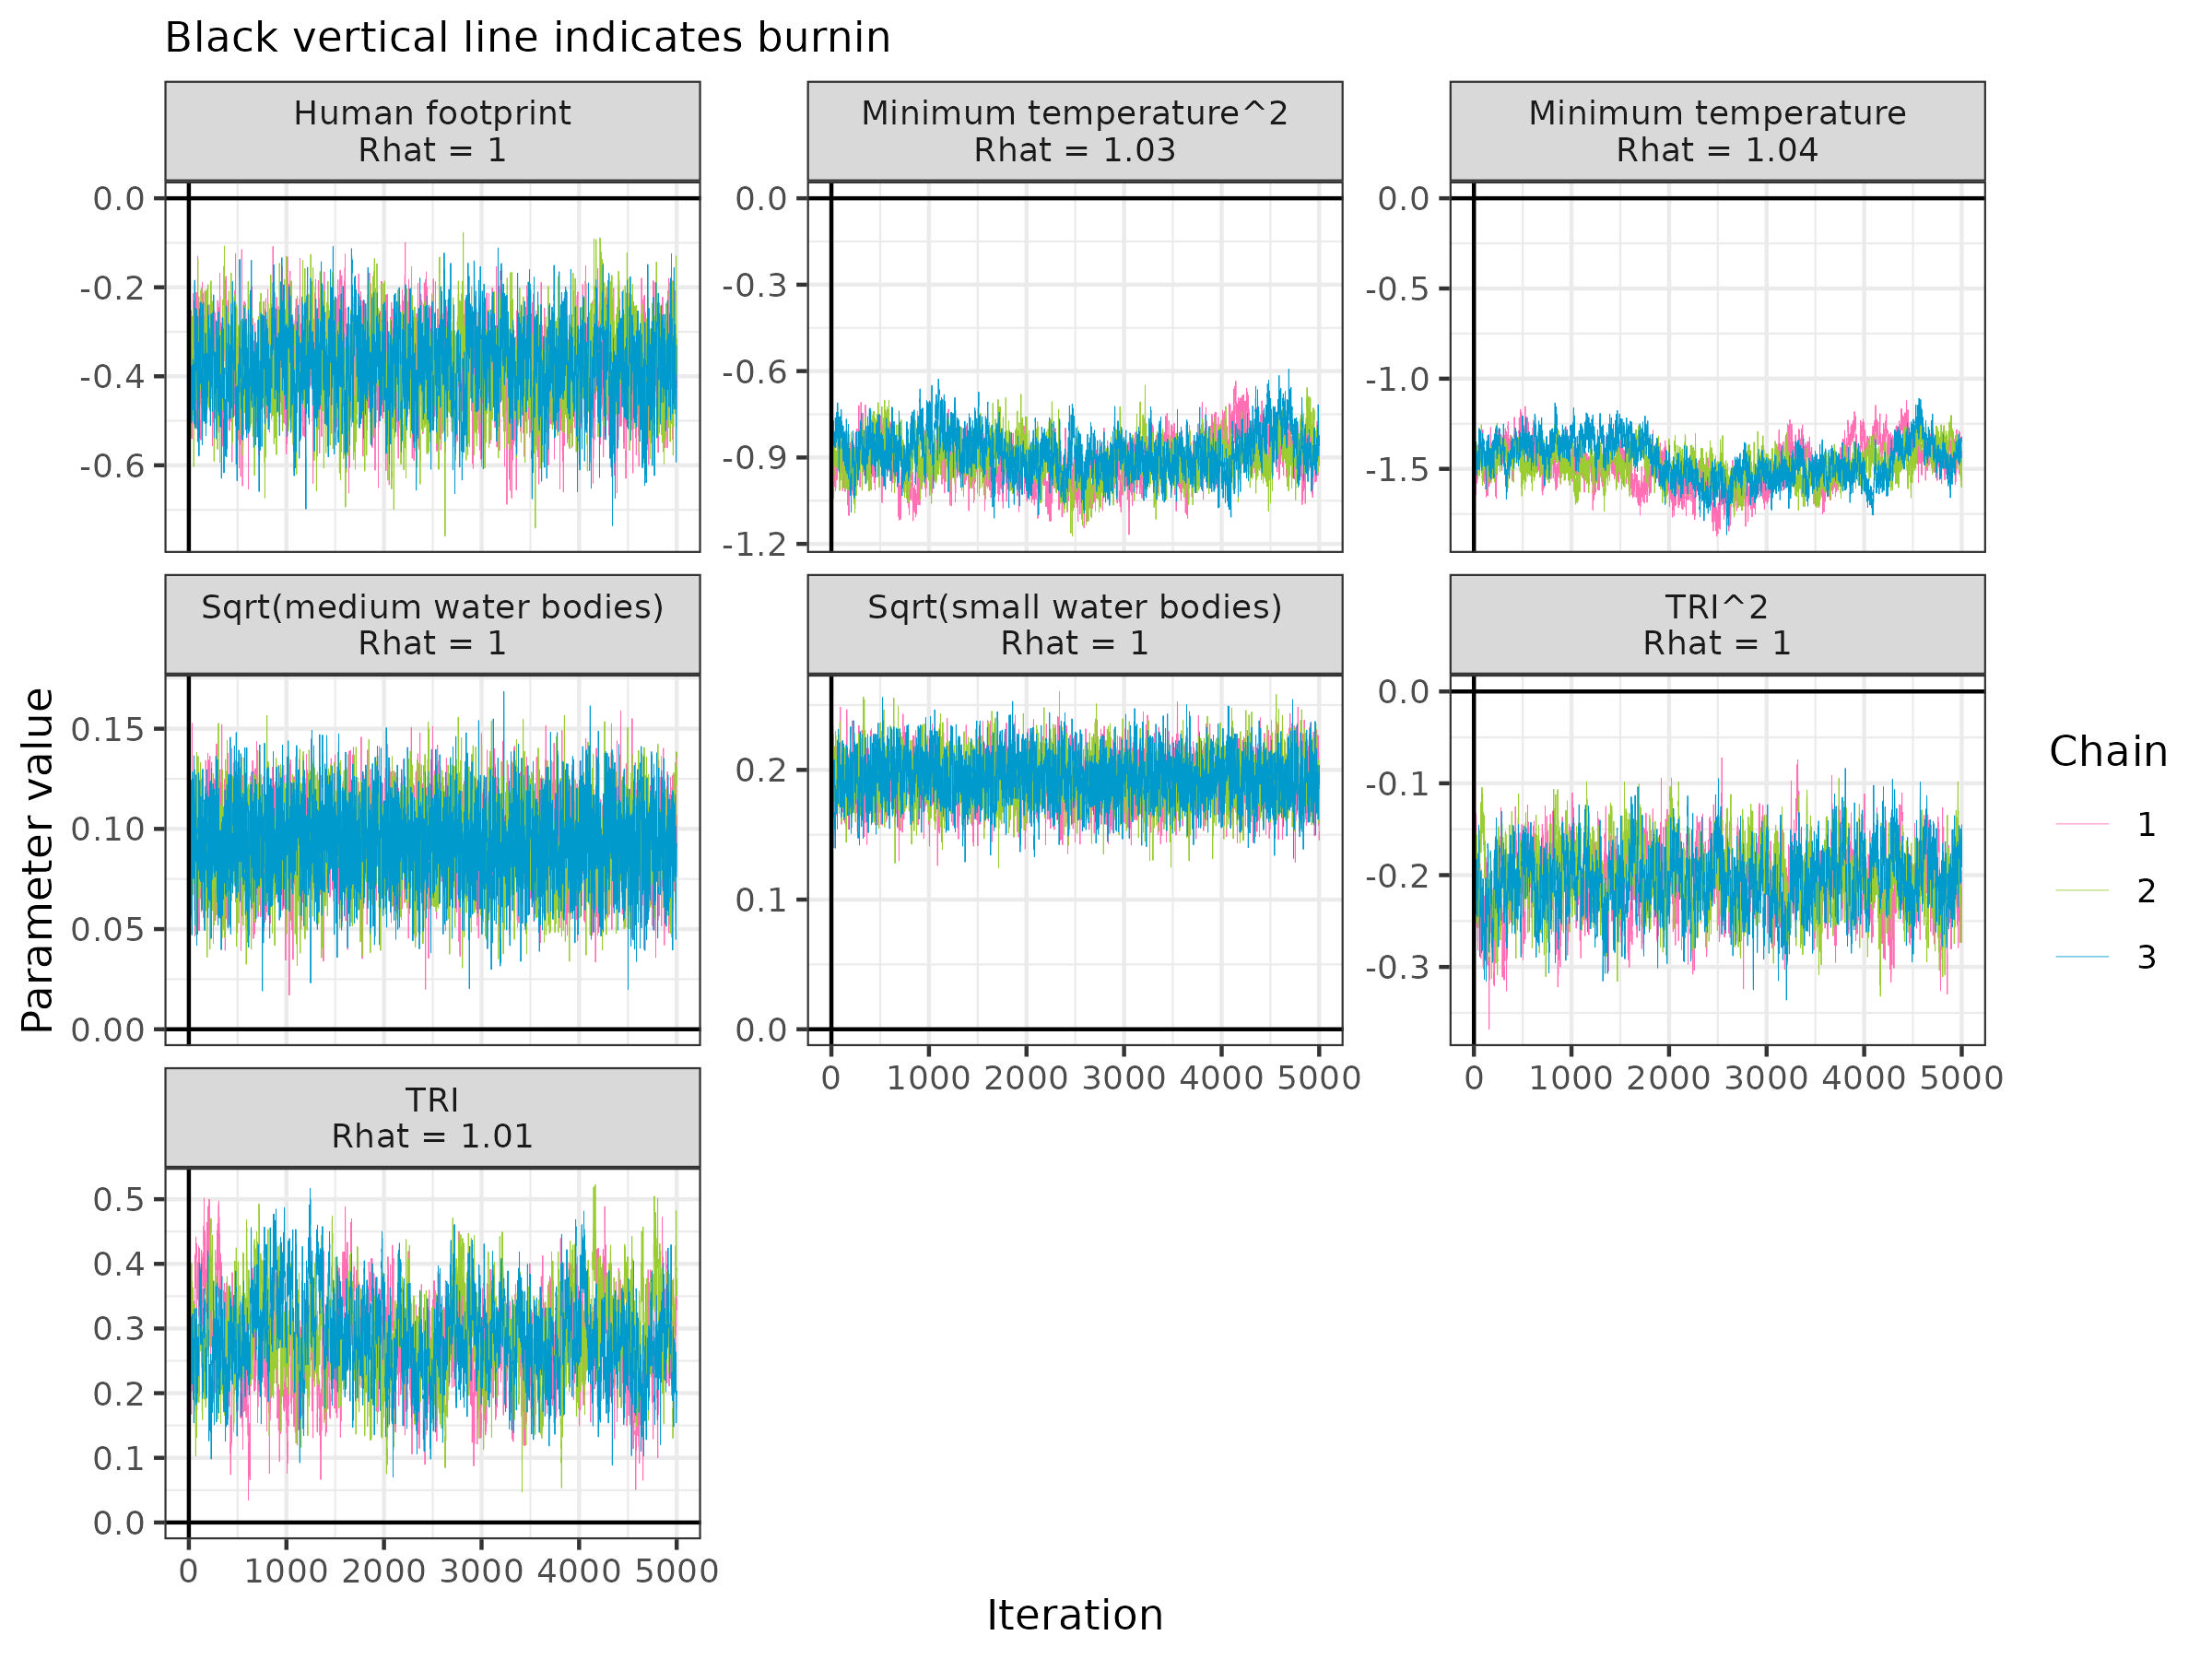 Black vertical line indicates burnin
Human footprint
Rhat = 1
Minimum temperature^2
Rhat = 1.03
Minimum temperature
Rhat = 1.04
0.0
-0.2
-0.4
-0.6
0.0
-0.3
-0.6
-0.9
-1.2
0.0
-0.5
-1.0
-1.5
Sqrt(medium water bodies)
Rhat = 1
Sqrt(small water bodies)
Rhat = 1
TRI^2
Rhat = 1
0.15
0.10
0.05
0.00
0.2
0.1
0.0
0.0
-0.1
-0.2
-0.3
0 1000 2000 3000 4000 5000
0 1000 2000 3000 4000 5000
TRI
Rhat = 1.01
0.5
0.4
0.3
0.2
0.1
0.0
0 1000 2000 3000 4000 5000
Parameter value
Iteration
Chain
1
2
3